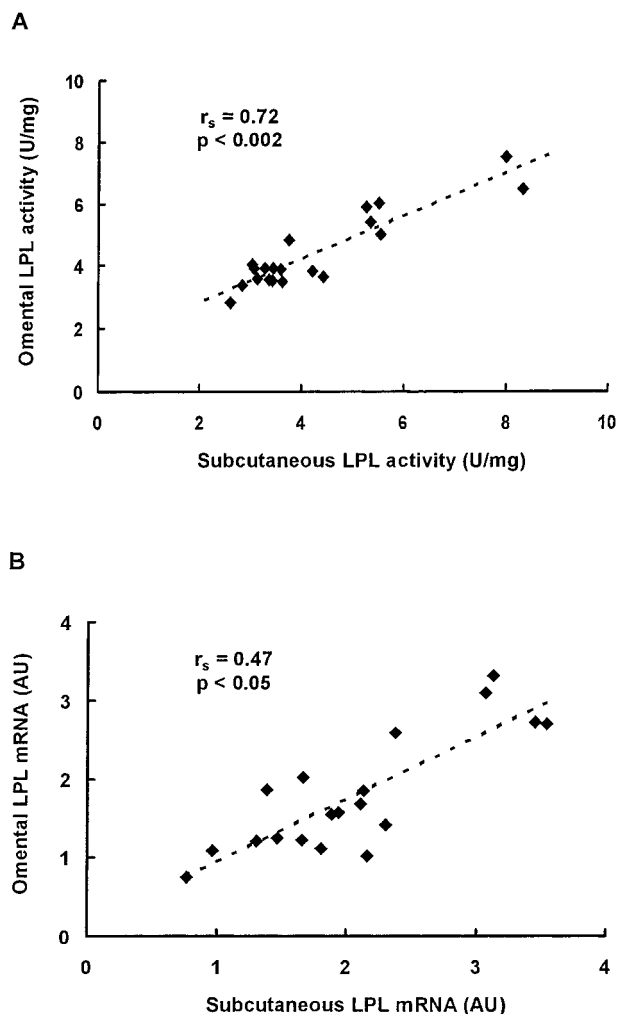 A
Omental LPL activity (U/mg)
10
8
6
4
2
0
r_s = 0.72
p < 0.002
0 2 4 6 8 10
Subcutaneous LPL activity (U/mg)
B
Omental LPL mRNA (AU)
4
3
2
1
0
r_s = 0.47
p < 0.05
0 1 2 3 4
Subcutaneous LPL mRNA (AU)